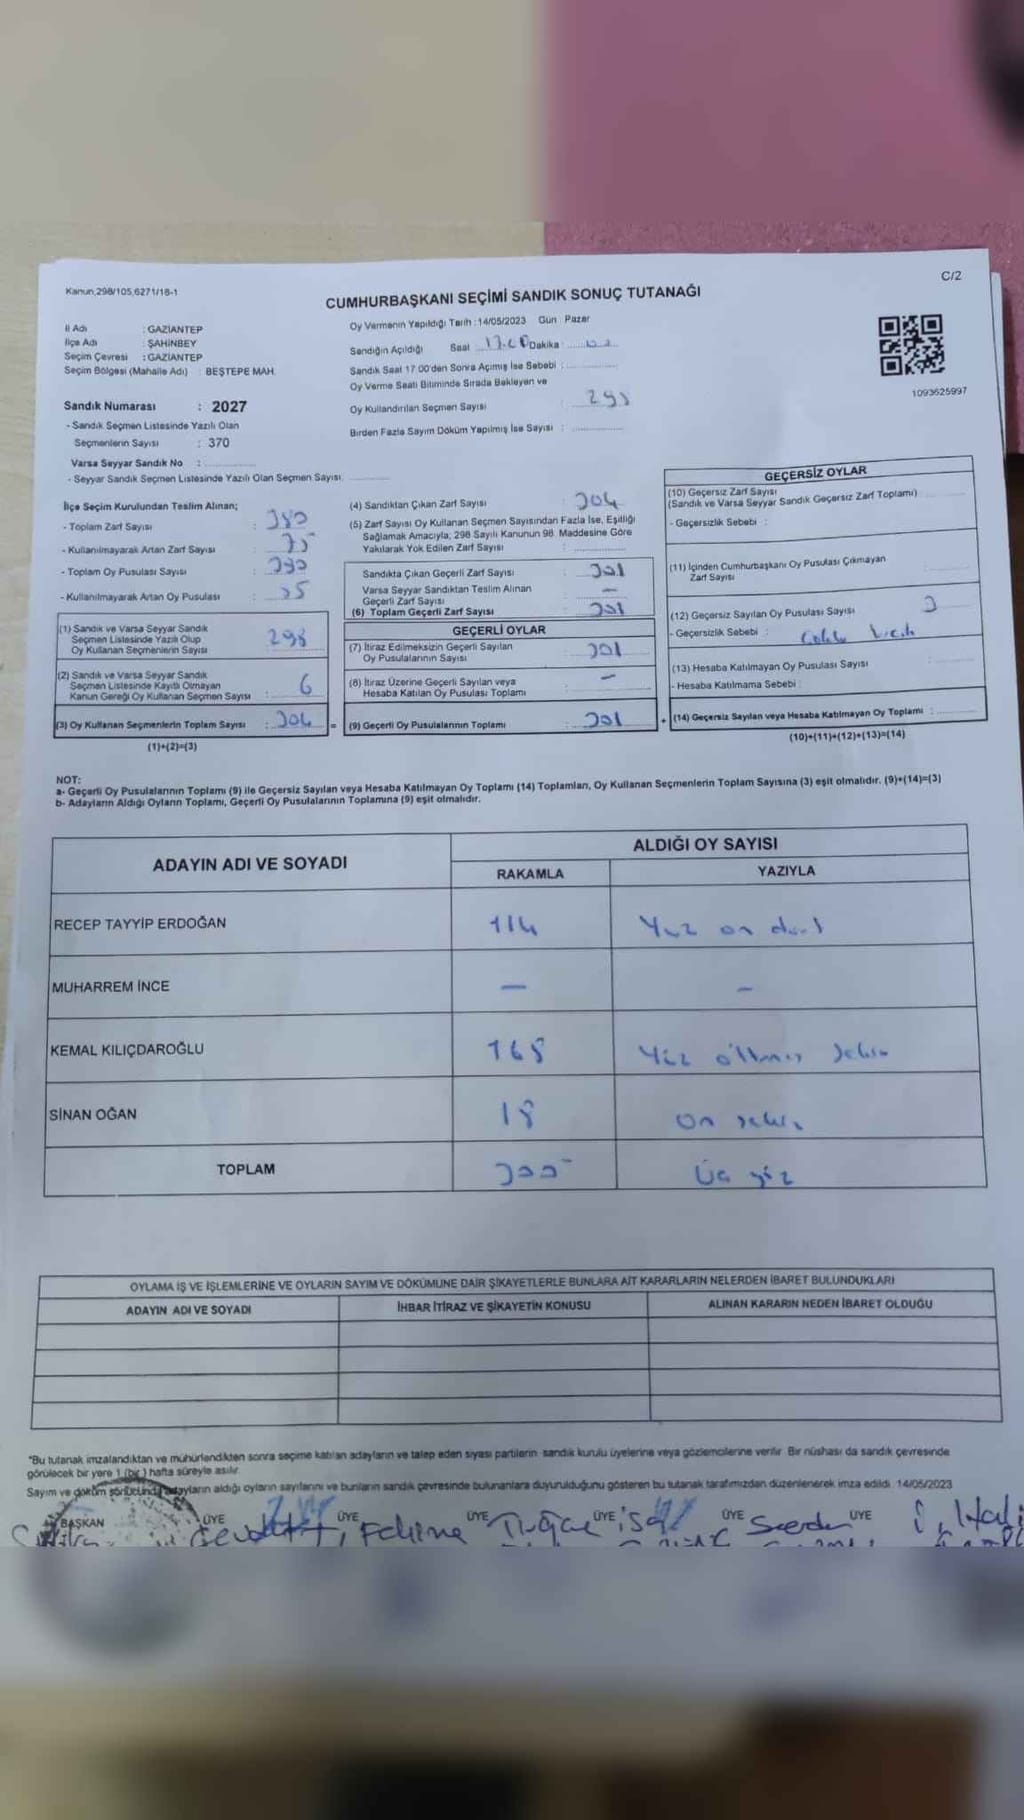 C/2
Kanun,298/105,6271/16-1
CUMHURBAŞKANI SEÇİMİ SANDIK SONUÇ TUTANAĞI
İl Adı : GAZİANTEP
İlçe Adı : ŞAHİNBEY
Seçim Çevresi : GAZİANTEP
Seçim Bölgesi (Mahalle Adı) : BEŞTEPE MAH.
Oy Vermenin Yapıldığı Tarih :14/05/2023 Gün Pazar
Sandığın Açıldığı Saat Dakika :
Sandık Saat 17:00'den Sonra Açımış İse Sebebi :
Oy Verme Saati Bitiminde Sırada Bekleyen ve
Oy Kullandırılan Seçmen Sayısı
Birden Fazla Sayım Döküm Yapılmış İse Sayısı :
1093625997
Sandık Numarası : 2027
- Sandık Seçmen Listesinde Yazılı Olan
Seçmenlerin Sayısı : 370
Varsa Seyyar Sandık No :
- Seyyar Sandık Seçmen Listesinde Yazılı Olan Seçmen Sayısı:
İlçe Seçim Kurulundan Teslim Alınan;
- Toplam Zarf Sayısı : 380
- Kullanılmayarak Artan Zarf Sayısı : 75
- Toplam Oy Pusulası Sayısı :
- Kullanılmayarak Artan Oy Pusulası :
(1) Sandık ve Varsa Seyyar Sandık
Seçmen Listesinde Yazılı Olup
Oy Kullanan Seçmenlerin Sayısı : 298
(2) Sandık ve Varsa Seyyar Sandık
Seçmen Listesinde Kayıtlı Olmayan
Kanun Gereği Oy Kullanan Seçmen Sayısı : 6
(3) Oy Kullanan Seçmenlerin Toplam Sayısı : 304 =
(1)+(2)=(3)
(4) Sandıktan Çıkan Zarf Sayısı : 304
(5) Zarf Sayısı Oy Kullanan Seçmen Sayısından Fazla İse, Eşitliği
Sağlamak Amacıyla, 298 Sayılı Kanunun 98. Maddesine Göre
Yakılarak Yok Edilen Zarf Sayısı :
Sandıkta Çıkan Geçerli Zarf Sayısı : 301
Varsa Seyyar Sandıktan Teslim Alınan
Geçerli Zarf Sayısı : -
(6) Toplam Geçerli Zarf Sayısı : 301
GEÇERLİ OYLAR
(7) İtiraz Edilmeksizin Geçerli Sayılan
Oy Pusulalarının Sayısı : 301
(8) İtiraz Üzerine Geçerli Sayılan veya
Hesaba Katılan Oy Pusulası Toplamı : -
(9) Geçerli Oy Pusulalarının Toplamı : 301 +
GEÇERSİZ OYLAR
(10) Geçersiz Zarf Sayısı
(Sandık ve Varsa Seyyar Sandık Geçersiz Zarf Toplamı)
- Geçersizlik Sebebi :
(11) İçinden Cumhurbaşkanı Oy Pusulası Çıkmayan
Zarf Sayısı
(12) Geçersiz Sayılan Oy Pusulası Sayısı 3
- Geçersizlik Sebebi :
(13) Hesaba Katılmayan Oy Pusulası Sayısı
- Hesaba Katılmama Sebebi :
(14) Geçersiz Sayılan veya Hesaba Katılmayan Oy Toplamı :
(10)+(11)+(12)+(13)=(14)
NOT:
a- Geçerli Oy Pusulalarının Toplamı (9) ile Geçersiz Sayılan veya Hesaba Katılmayan Oy Toplamı (14) Toplamları, Oy Kullanan Seçmenlerin Toplam Sayısına (3) eşit olmalıdır. (9)+(14)=(3)
b- Adayların Aldığı Oyların Toplamı, Geçerli Oy Pusulalarının Toplamına (9) eşit olmalıdır.
ADAYIN ADI VE SOYADI
ALDIĞI OY SAYISI
RAKAMLA YAZIYLA
RECEP TAYYİP ERDOĞAN 114 Yüz on dört
MUHARREM İNCE - -
KEMAL KILIÇDAROĞLU 168 Yüz altmış sekiz
SİNAN OĞAN 18 On sekiz
TOPLAM 300 Üç yüz
OYLAMA İŞ VE İŞLEMLERİNE VE OYLARIN SAYIM VE DÖKÜMÜNE DAİR ŞİKAYETLERLE BUNLARA AİT KARARLARIN NELERDEN İBARET BULUNDUKLARI
ADAYIN ADI VE SOYADI İHBAR İTİRAZ VE ŞİKAYETİN KONUSU ALINAN KARARIN NEDEN İBARET OLDUĞU
*Bu tutanak imzalandıktan ve mühürlendikten sonra seçime katılan adayların ve talep eden siyasi partilerin sandık kurulu üyelerine veya gözlemcilerine verilir. Bir nüshası da sandık çevresinde
görülecek bir yere 1 (bir) hafta süreyle asılır.
Sayım ve döküm sonucunda adayların aldığı oyların sayılarını ve bunların sandık çevresinde bulunanlara duyurulduğunu gösteren bu tutanak tarafımızdan düzenlenerek imza edildi. 14/05/2023
BAŞKAN ÜYE ÜYE ÜYE ÜYE ÜYE ÜYE
Fatma Tuğçe isa